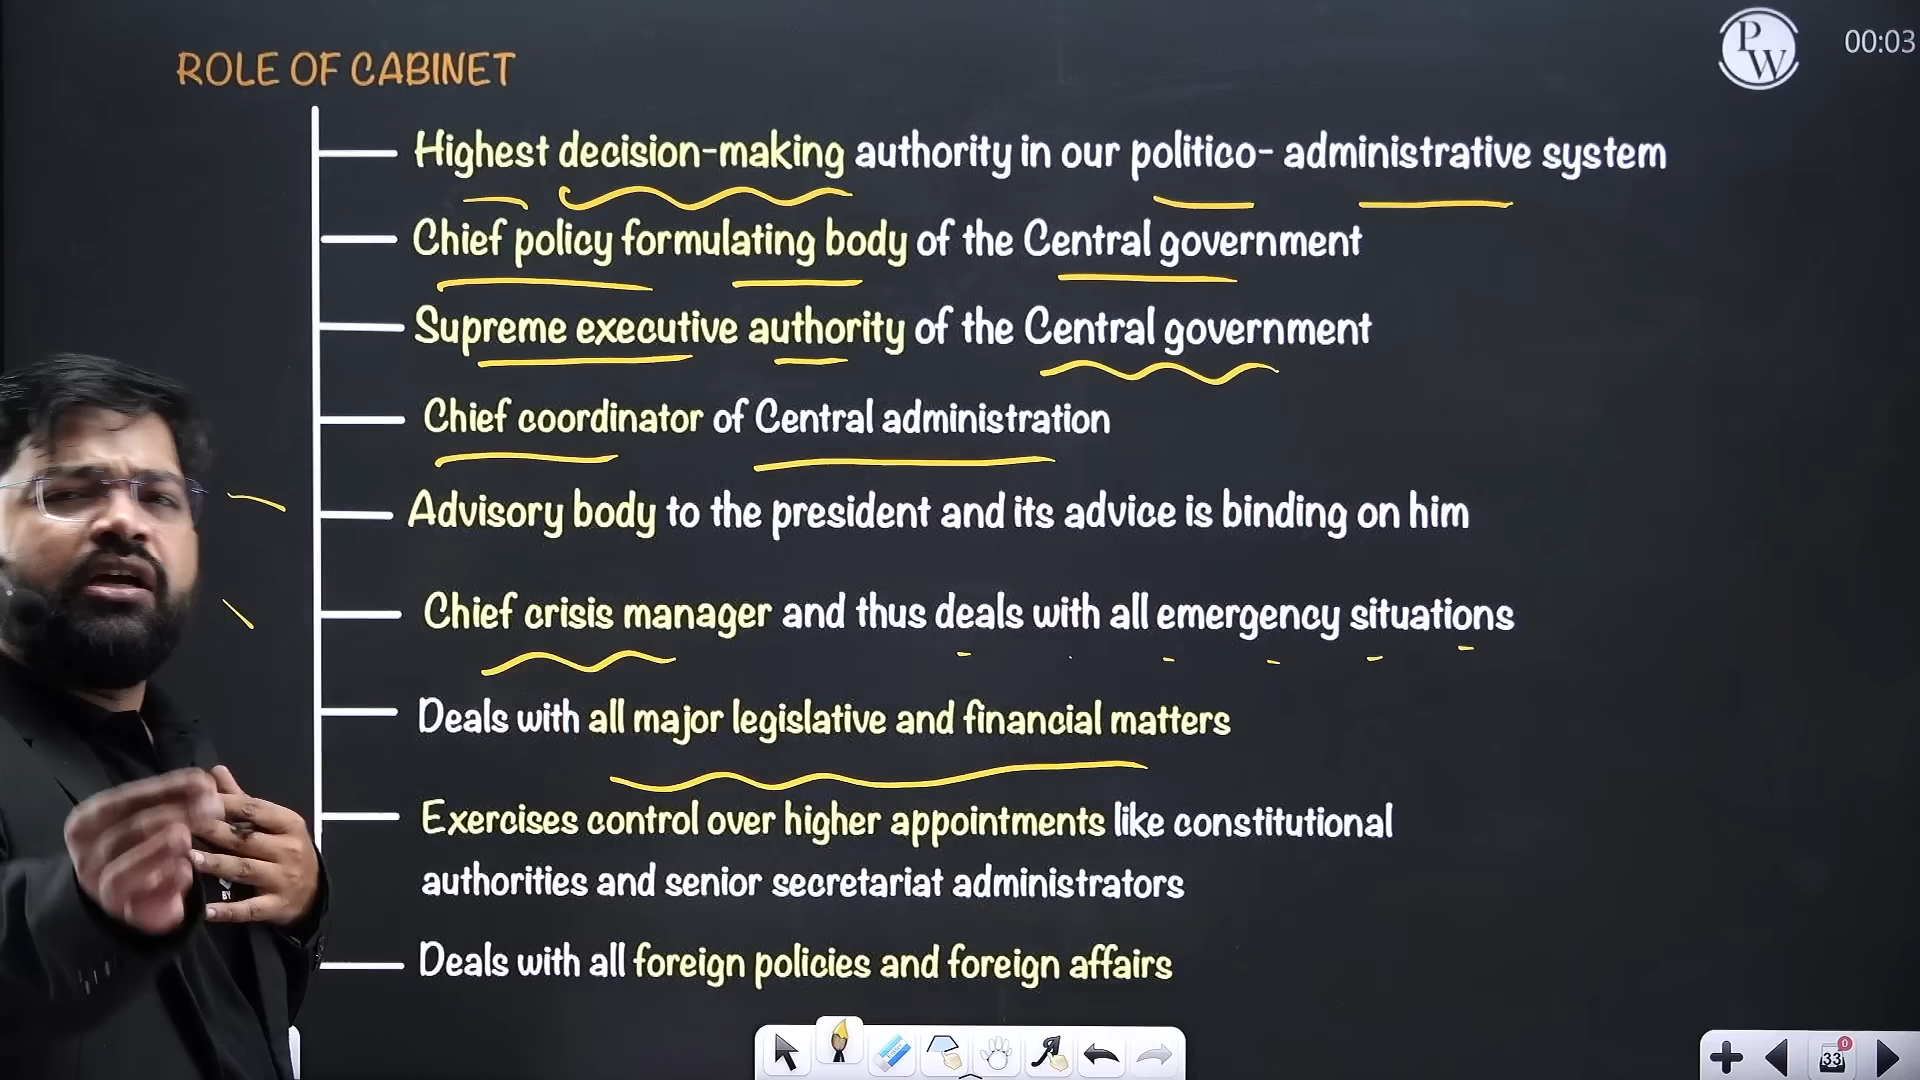 PW
00:03
ROLE OF CABINET
Highest decision-making authority in our politico- administrative system
Chief policy formulating body of the Central government
Supreme executive authority of the Central government
Chief coordinator of Central administration
Advisory body to the president and its advice is binding on him
Chief crisis manager and thus deals with all emergency situations
Deals with all major legislative and financial matters
Exercises control over higher appointments like constitutional
authorities and senior secretariat administrators
Deals with all foreign policies and foreign affairs
BY
33
0